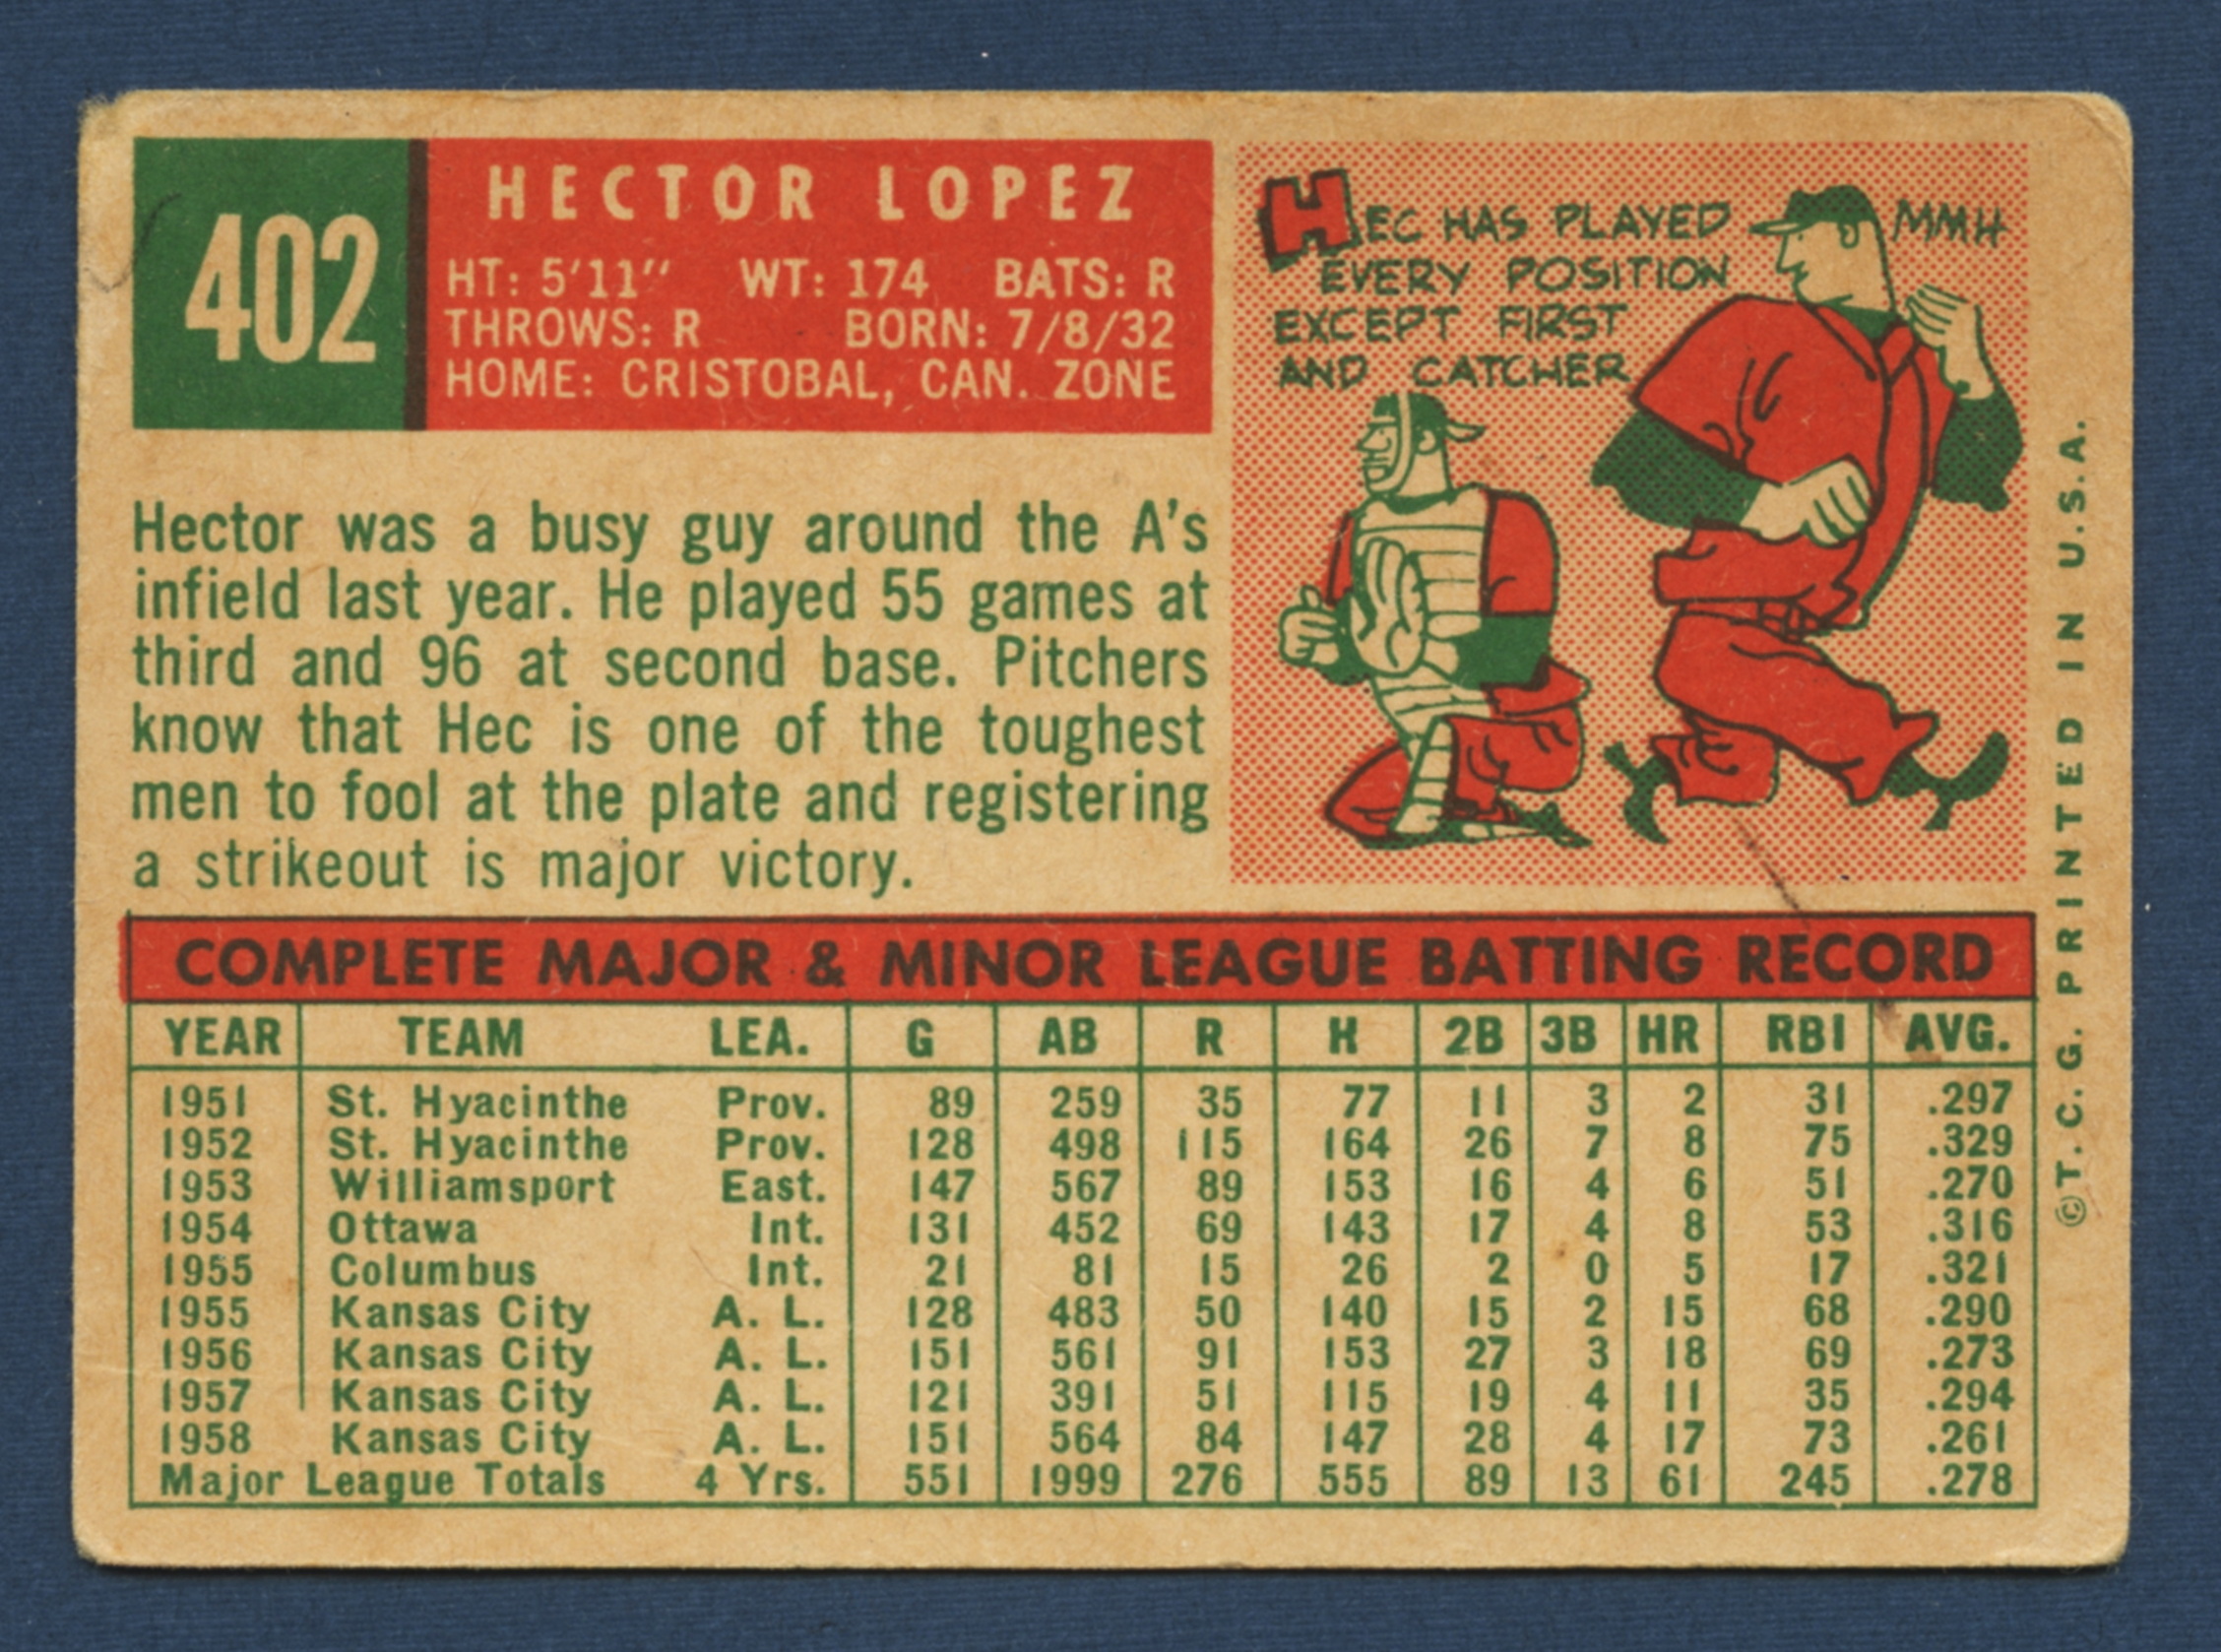 402
HECTOR LOPEZ
HT: 5'11" WT: 174 BATS: R
THROWS: R BORN: 7/8/32
HOME: CRISTOBAL, CAN. ZONE
HEC HAS PLAYED
EVERY POSITION
EXCEPT FIRST
AND CATCHER
MMH
Hector was a busy guy around the A's
infield last year. He played 55 games at
third and 96 at second base. Pitchers
know that Hec is one of the toughest
men to fool at the plate and registering
a strikeout is major victory.
COMPLETE MAJOR & MINOR LEAGUE BATTING RECORD
YEAR TEAM LEA. G AB R H 2B 3B HR RBI AVG.
1951 St. Hyacinthe Prov. 89 259 35 77 11 3 2 31 .297
1952 St. Hyacinthe Prov. 128 498 115 164 26 7 8 75 .329
1953 Williamsport East. 147 567 89 153 16 4 6 51 .270
1954 Ottawa Int. 131 452 69 143 17 4 8 53 .316
1955 Columbus Int. 21 81 15 26 2 0 5 17 .321
1955 Kansas City A. L. 128 483 50 140 15 2 15 68 .290
1956 Kansas City A. L. 151 561 91 153 27 3 18 69 .273
1957 Kansas City A. L. 121 391 51 115 19 4 11 35 .294
1958 Kansas City A. L. 151 564 84 147 28 4 17 73 .261
Major League Totals 4 Yrs. 551 1999 276 555 89 13 61 245 .278
©T. C. G. PRINTED IN U.S.A.